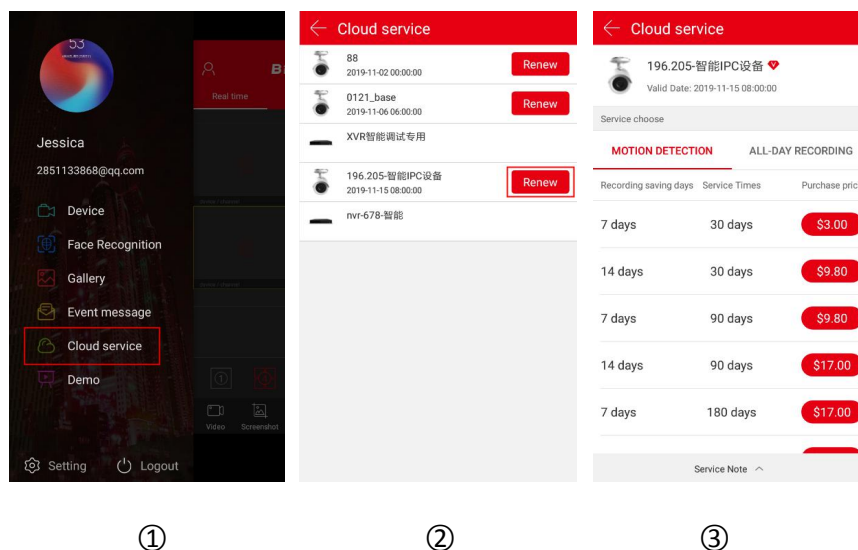 53
Jessica
2851133868@qq.com
Device
Face Recognition
Gallery
Event message
Cloud service
Demo
Setting
Logout
Real time
Video
Screenshot
①
Cloud service
88
2019-11-02 00:00:00
Renew
0121_base
2019-11-06 06:00:00
Renew
XVR智能调试专用
196.205-智能IPC设备
2019-11-15 08:00:00
Renew
nvr-678-智能
②
Cloud service
196.205-智能IPC设备
Valid Date: 2019-11-15 08:00:00
Service choose
MOTION DETECTION ALL-DAY RECORDING
Recording saving days Service Times Purchase pric
7 days 30 days $3.00
14 days 30 days $9.80
7 days 90 days $9.80
14 days 90 days $17.00
7 days 180 days $17.00
Service Note
③